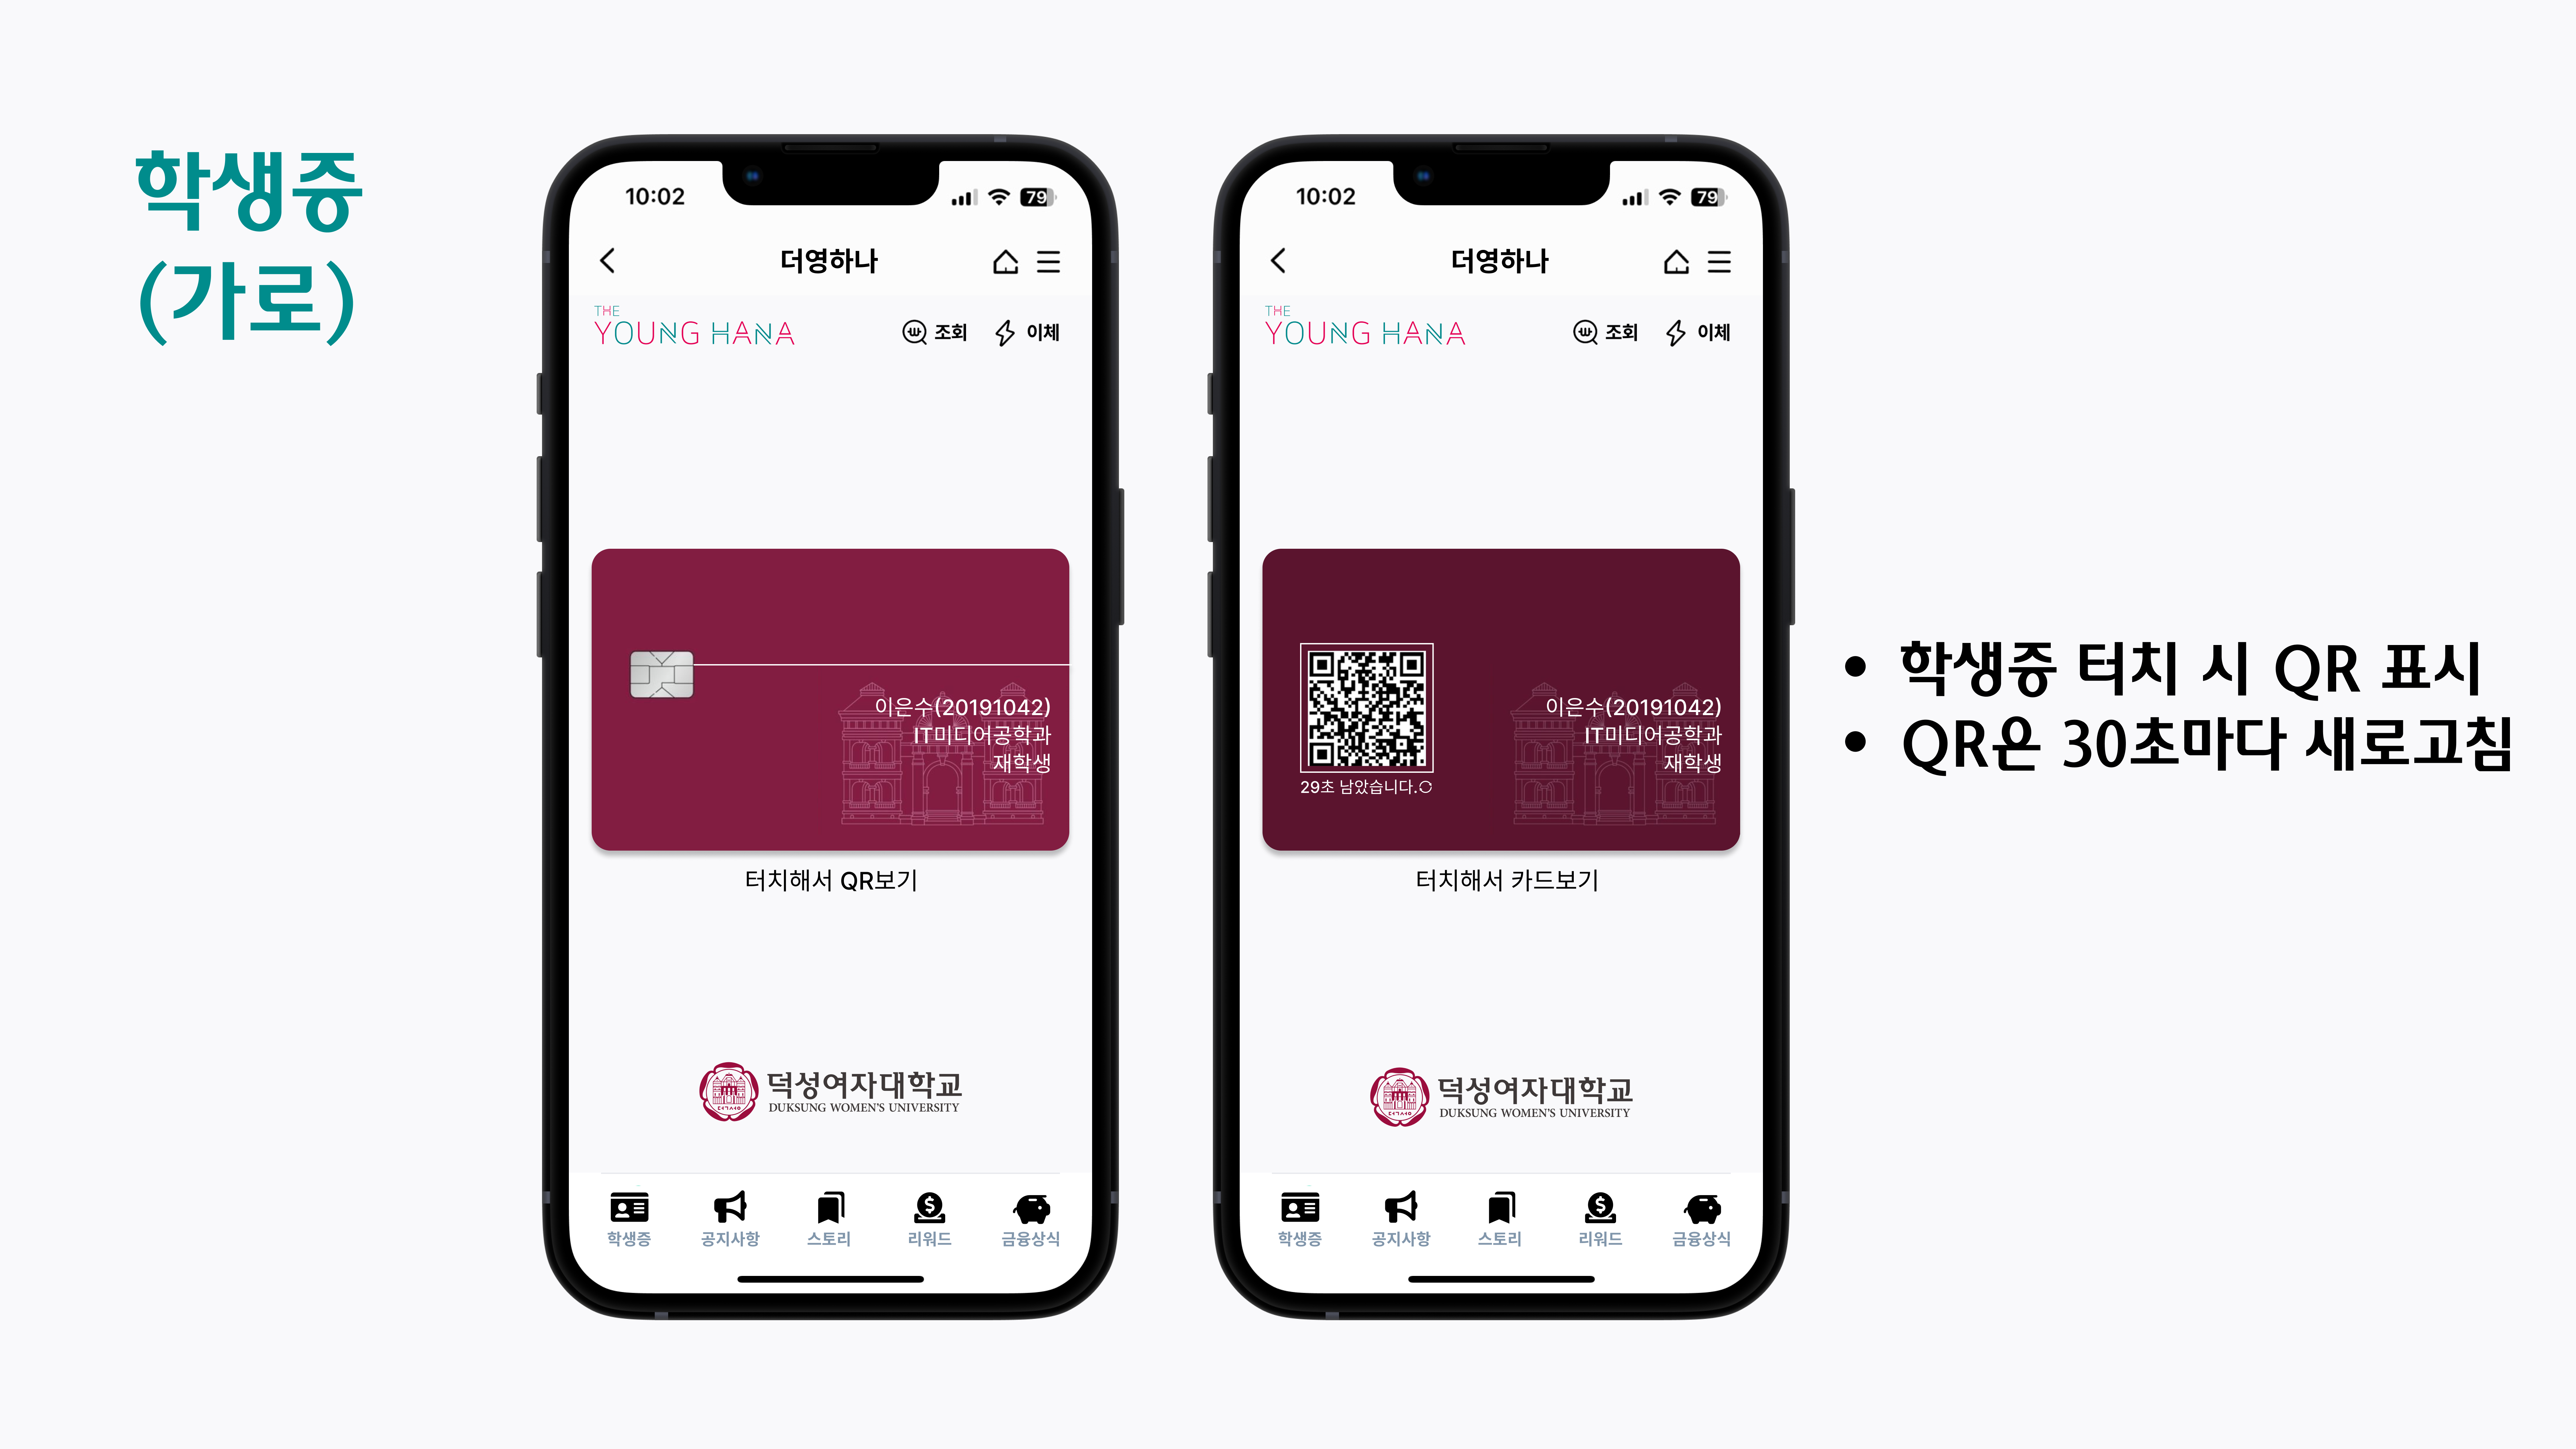 학생증
(가로)
10:02
79
더영하나
THE
YOUNG HANA
조회
이체
이은수(20191042)
IT미디어공학과
재학생
터치해서 QR보기
덕성여자대학교
DUKSUNG WOMEN'S UNIVERSITY
학생증
공지사항
스토리
리워드
금융상식
10:02
79
더영하나
THE
YOUNG HANA
조회
이체
이은수(20191042)
IT미디어공학과
재학생
29초 남았습니다.
터치해서 카드보기
덕성여자대학교
DUKSUNG WOMEN'S UNIVERSITY
학생증
공지사항
스토리
리워드
금융상식
• 학생증 터치 시 QR 표시
• QR은 30초마다 새로고침